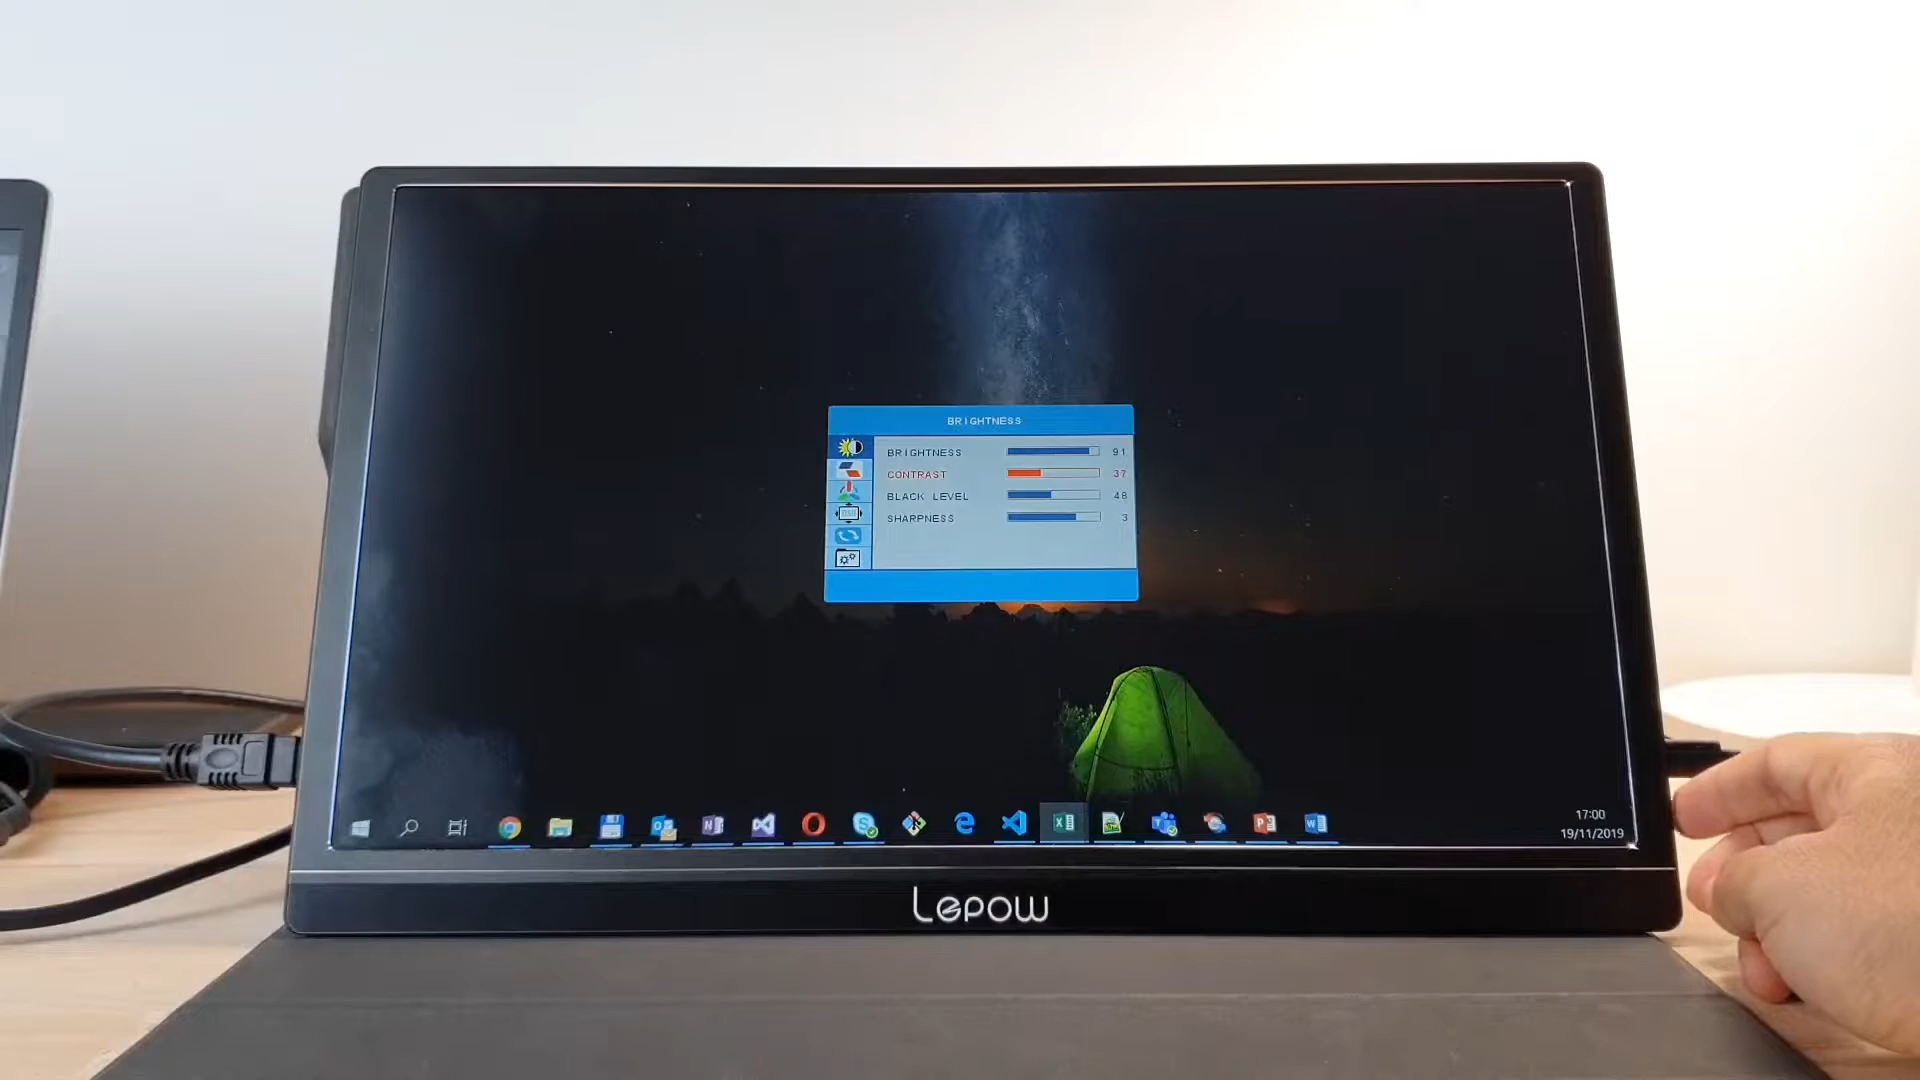 BRIGHTNESS
BRIGHTNESS 91
CONTRAST 37
BLACK LEVEL 48
SHARPNESS 3
17:00
19/11/2019
Lepow